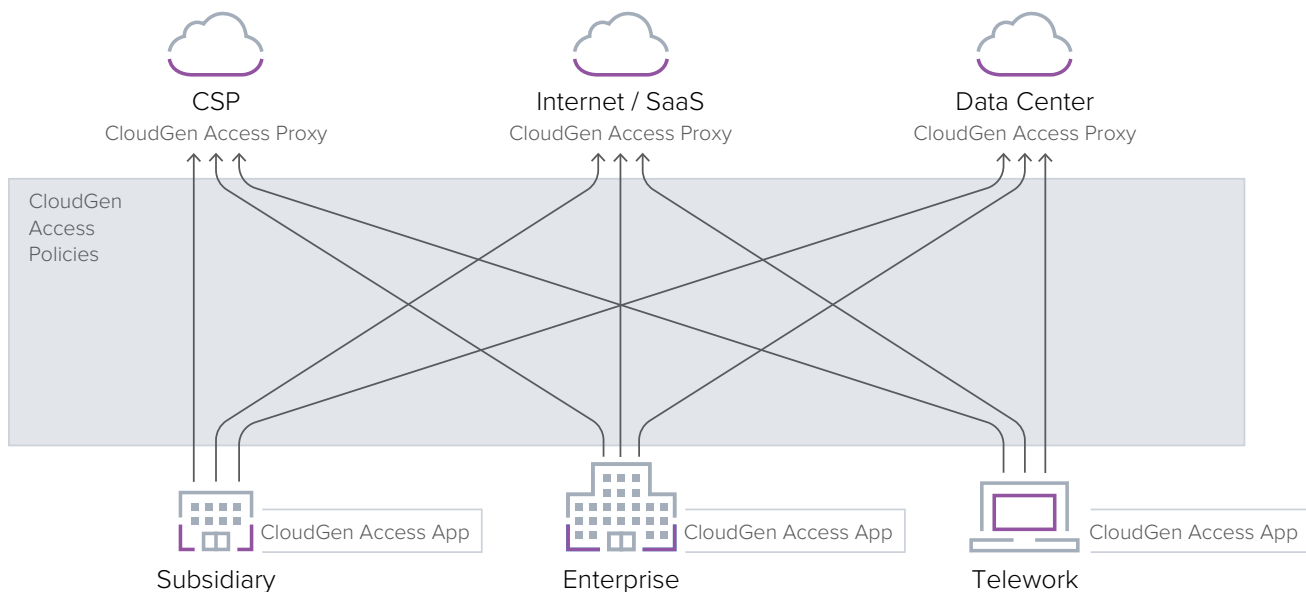 CSP
CloudGen Access Proxy
Internet / SaaS
CloudGen Access Proxy
Data Center
CloudGen Access Proxy
CloudGen
Access
Policies
CloudGen Access App
Subsidiary
CloudGen Access App
Enterprise
CloudGen Access App
Telework